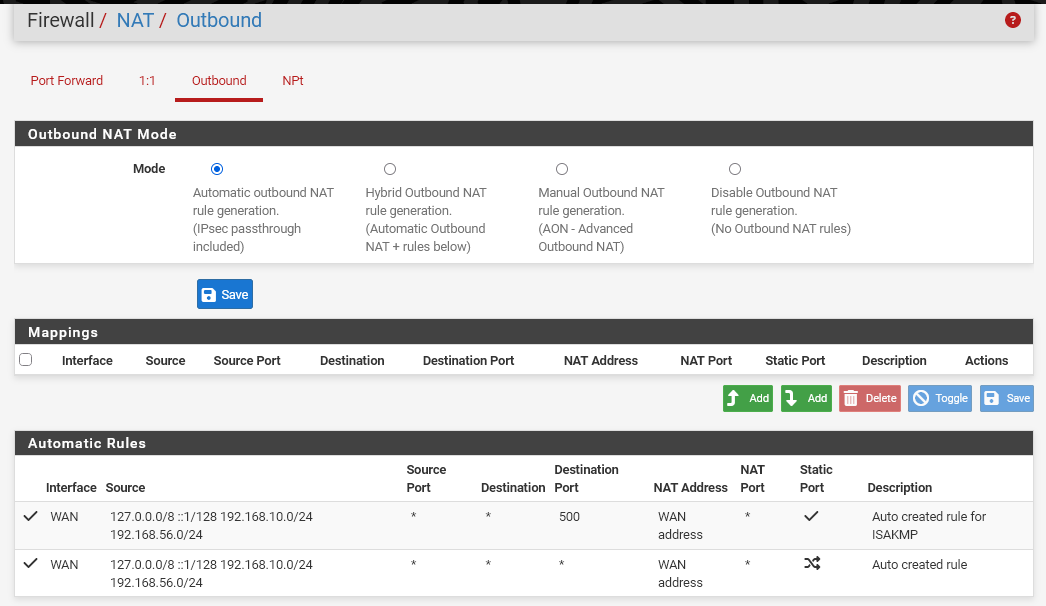 Firewall / NAT / Outbound
?
Port Forward 1:1 Outbound NPt
Outbound NAT Mode
Mode
Automatic outbound NAT
rule generation.
(IPsec passthrough
included)
Hybrid Outbound NAT
rule generation.
(Automatic Outbound
NAT + rules below)
Manual Outbound NAT
rule generation.
(AON - Advanced
Outbound NAT)
Disable Outbound NAT
rule generation.
(No Outbound NAT rules)
Save
Mappings
Interface Source Source Port Destination Destination Port NAT Address NAT Port Static Port Description Actions
Add Add Delete Toggle Save
Automatic Rules
Source Destination NAT Static
Interface Source Port Destination Port NAT Address Port Port Description
WAN 127.0.0.0/8 ::1/128 192.168.10.0/24 * * 500 WAN * Auto created rule for
192.168.56.0/24 address ISAKMP
WAN 127.0.0.0/8 ::1/128 192.168.10.0/24 * * * WAN * Auto created rule
192.168.56.0/24 address